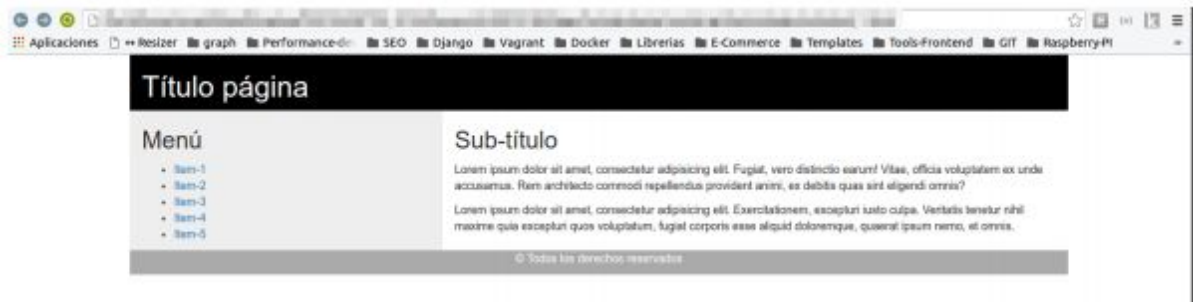 Aplicaciones ↔ Resizer graph Performance-de SEO Django Vagrant Docker Librerias E-Commerce Templates Tools-Frontend GIT Raspberry-PI
Título página
Menú
Item-1
Item-2
Item-3
Item-4
Item-5
Sub-título
Lorem ipsum dolor sit amet, consectetur adipisicing elit. Fugiat, vero distinctio earum! Vitae, officia voluptatem ex unde
accusamus. Rem architecto commodi repellendus provident animi, ex debitis quas sint eligendi omnis?
Lorem ipsum dolor sit amet, consectetur adipisicing elit. Exercitationem, excepturi iusto culpa. Veritatis tenetur nihil
maxime quia excepturi quos voluptatum, fugiat corporis esse aliquid doloremque, quaerat ipsum nemo, et omnis.
© Todos los derechos reservados